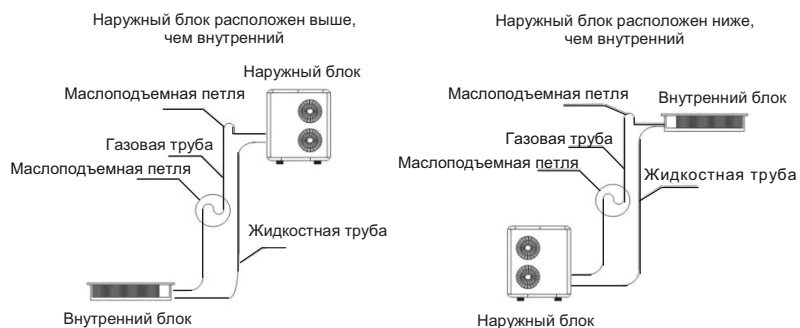 Наружный блок расположен выше,
чем внутренний
Наружный блок
Маслоподъемная петля
Газовая труба
Маслоподъемная петля
Жидкостная труба
Внутренний блок
Наружный блок расположен ниже,
чем внутренний
Маслоподъемная петля
Внутренний блок
Газовая труба
Маслоподъемная петля
Жидкостная труба
Наружный блок